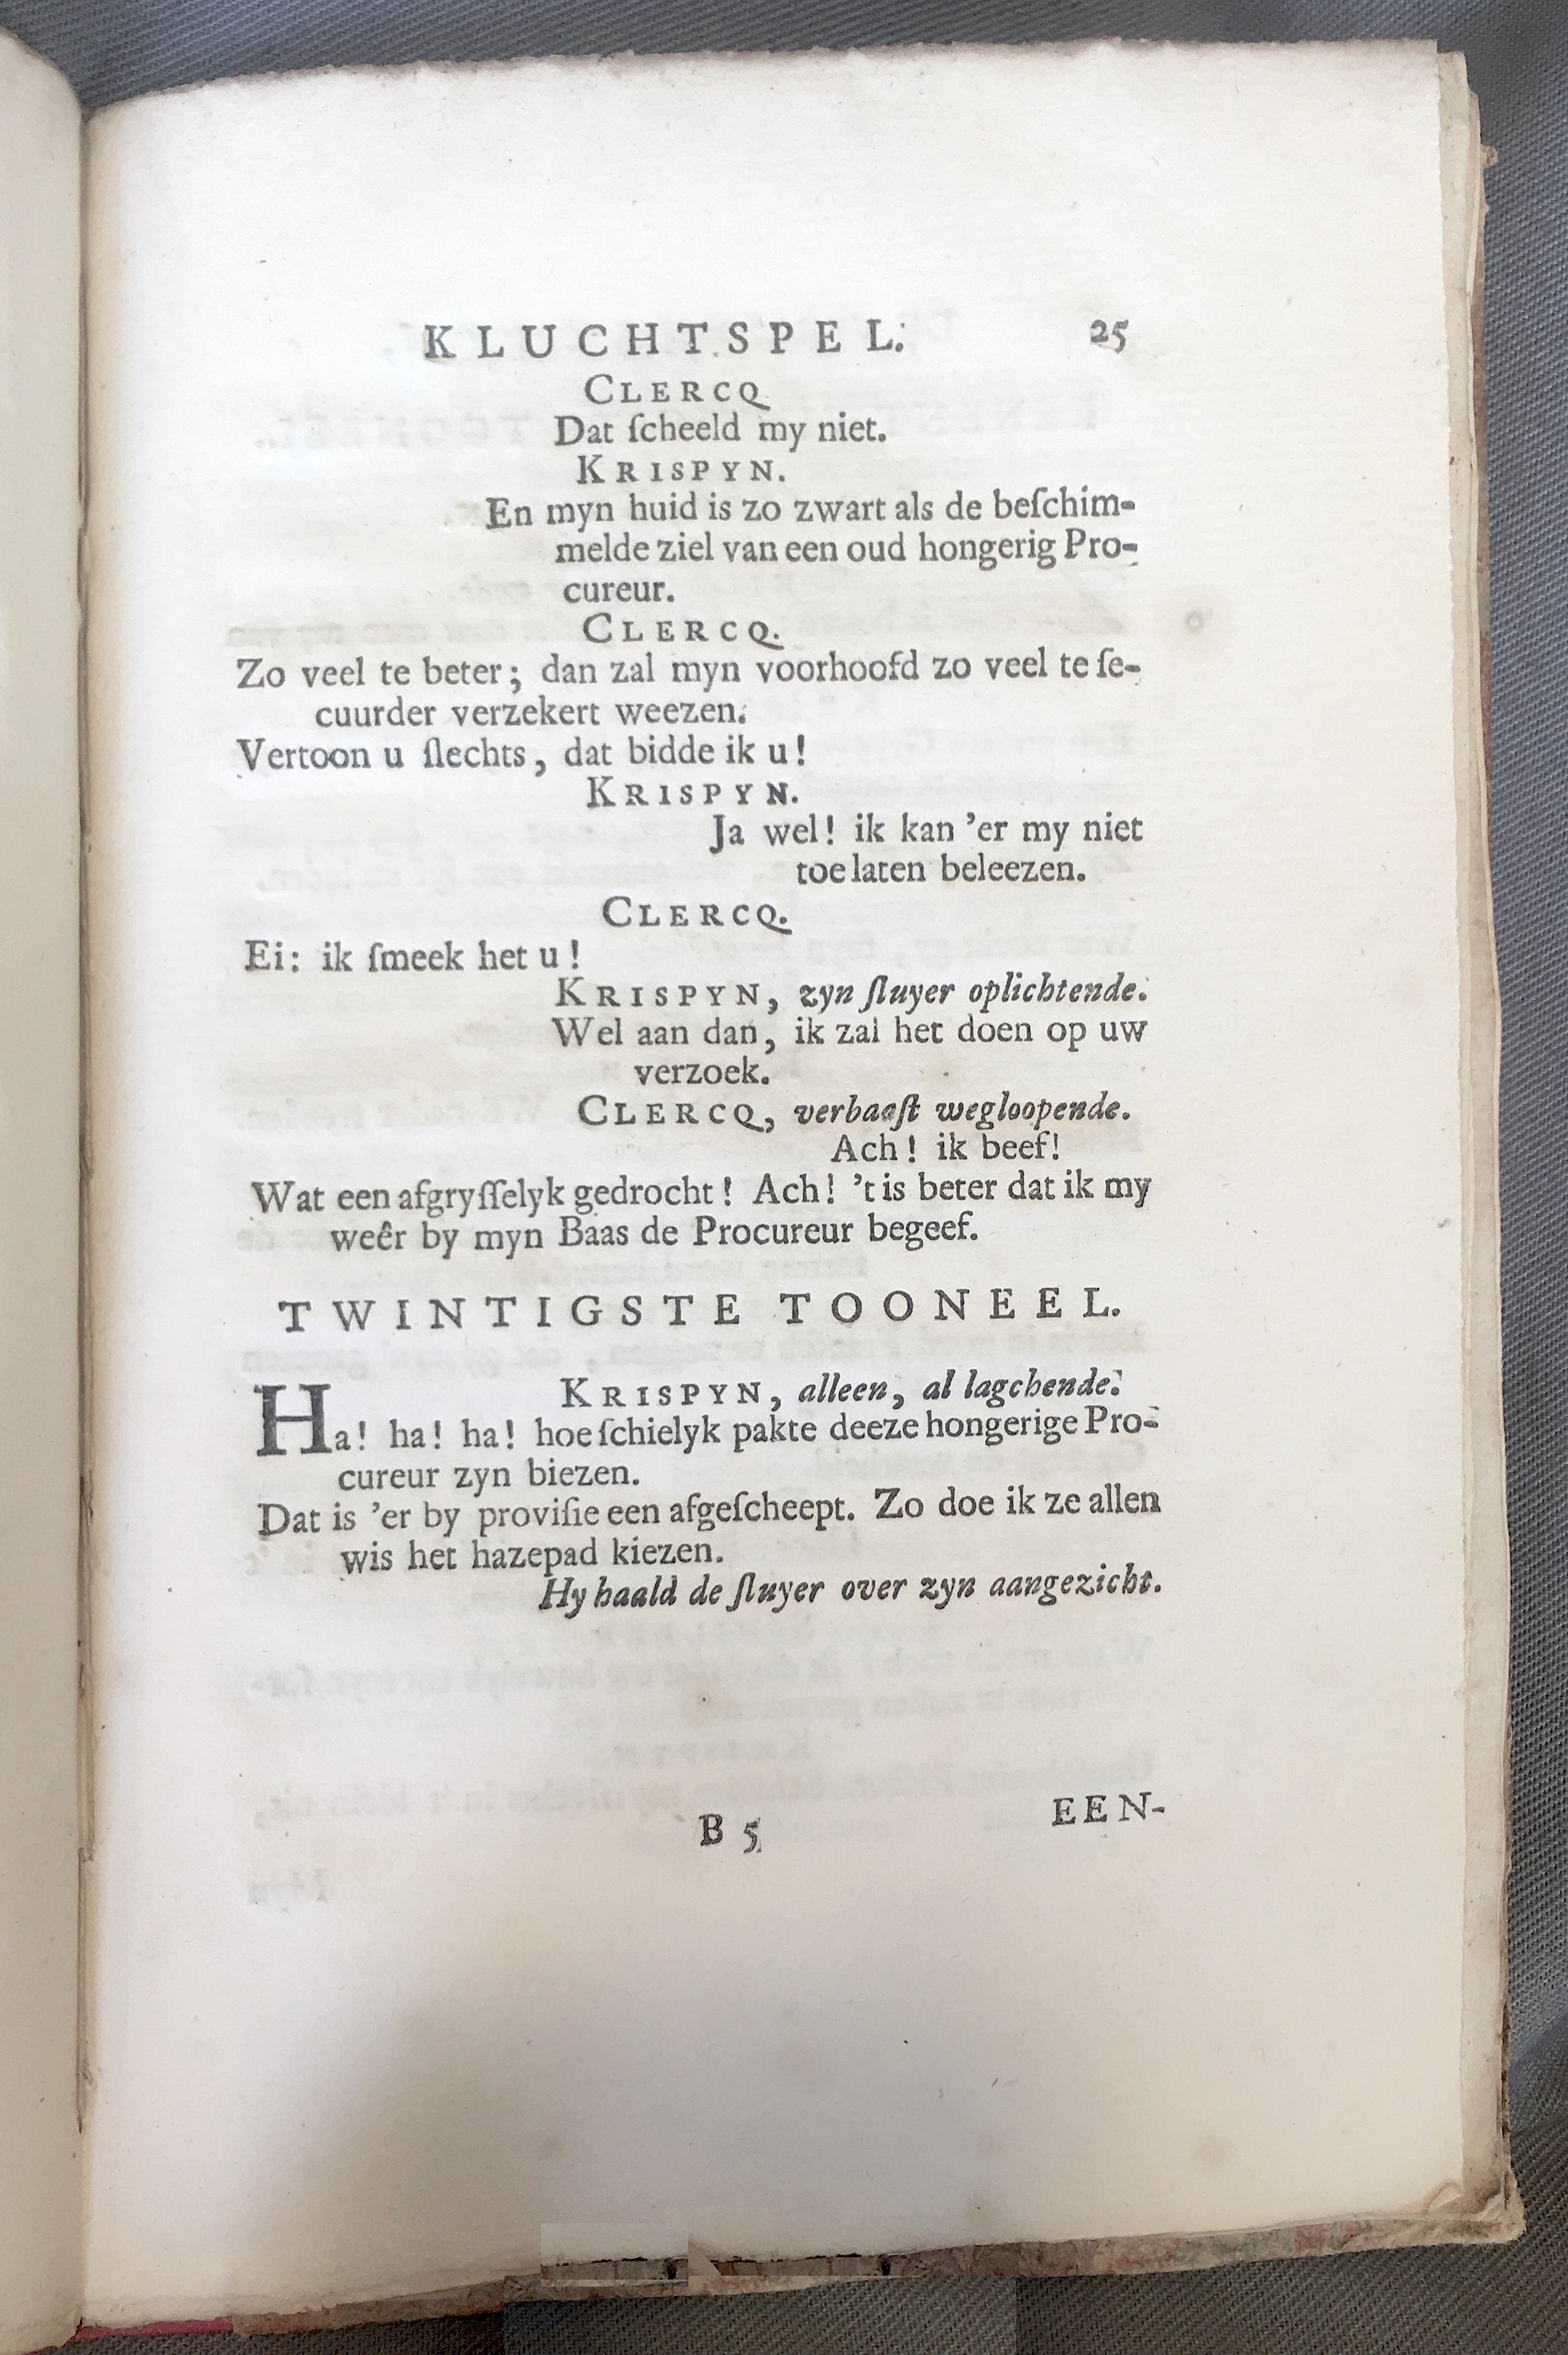 KLUCHTSPEL. 25
CLERCQ
Dat ſcheeld my niet.
KRISPYN.
En myn huid is zo zwart als de beſchim-
melde ziel van een oud hongerig Pro-
cureur.
CLERCQ.
Zo veel te beter; dan zal myn voorhoofd zo veel te ſe-
cuurder verzekert weezen.
Vertoon u ſlechts, dat bidde ik u!
KRISPYN.
Ja wel! ik kan 'er my niet
toe laten beleezen.
CLERCQ.
Ei: ik ſmeek het u!
KRISPYN, zyn ſluyer oplichtende.
Wel aan dan, ik zal het doen op uw
verzoek.
CLERCQ, verbaaſt wegloopende.
Ach! ik beef!
Wat een afgryſſelyk gedrocht! Ach! 't is beter dat ik my
weêr by myn Baas de Procureur begeef.
TWINTIGSTE TOONEEL.
KRISPYN, alleen, al lagchende.
Ha! ha! ha! hoe ſchielyk pakte deeze hongerige Pro-
cureur zyn biezen.
Dat is 'er by proviſie een afgeſcheept. Zo doe ik ze allen
wis het hazepad kiezen.
Hy haald de ſluyer over zyn aangezicht.
B 5
EEN-